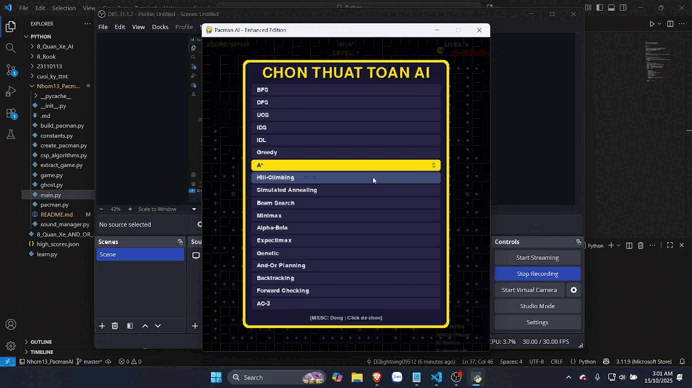 OBS 31.1.2 - Profile: Untitled - Scenes: Untitled
File Edit View Docks Profile
EXPLORER
PYTHON
8_Quan_Xe_AI
8_Rook
23110113
cuoi_ky_ttnt
Nhom13_Pacm
__pycache__
__init__.py
.md
build_pacman.py
constants.py
create_pacman.py
csp_algorithms.py
extract_game.py
game.py
ghost.py
main.py
pacman.py
README.md
sound_manager.py
8_Quan_Xe_AND_OR
high_scores.json
learn.py
OUTLINE
TIMELINE
42%
Scale to Window
No source selected
Scenes
Scene
Sou
Pacman AI - Enhanced Edition
CHON THUAT TOAN AI
BFS
DFS
UCS
IDS
IDL
Greedy
A*
Hill-Climbing
Simulated Annealing
Beam Search
Minimax
Alpha-Beta
Expectimax
Genetic
And-Or Planning
Backtracking
Forward Checking
AC-3
[M/ESC: Dong | Click de chon]
Controls
Start Streaming
Stop Recording
Start Virtual Camera
Studio Mode
Settings
CPU: 3.7%
30.00 / 30.00 FPS
Python
Nhom13_PacmanAI
master*
lightning09512 (6 minutes ago)
Ln 37, Col 46
Spaces: 4
UTF-8
CRLF
Python
3.11.9 (Microsoft Store)
Search
3:01 AM
15/10/2025